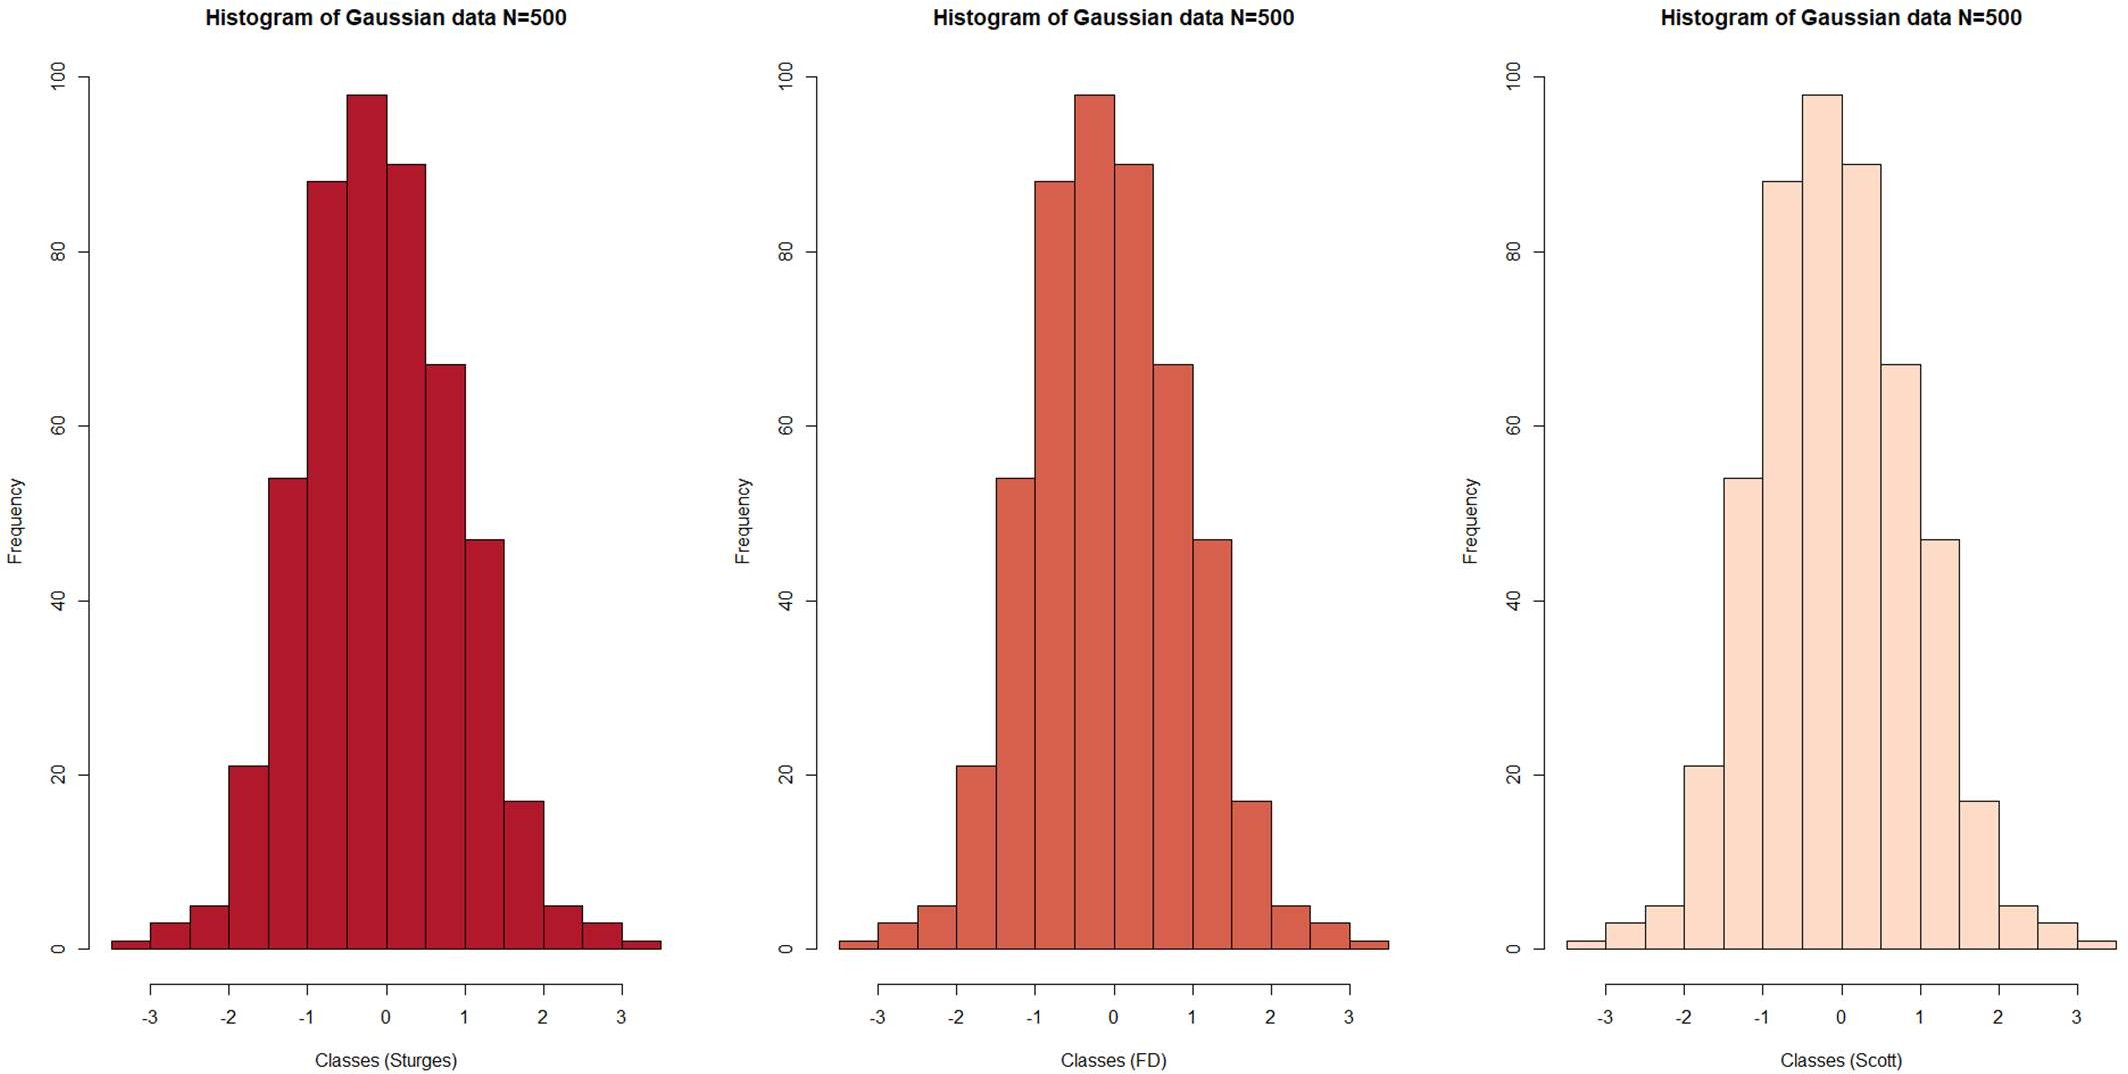 Histogram of Gaussian data N=500
Frequency
100
80
60
40
20
0
-3 -2 -1 0 1 2 3
Classes (Sturges)
Histogram of Gaussian data N=500
Frequency
100
80
60
40
20
0
-3 -2 -1 0 1 2 3
Classes (FD)
Histogram of Gaussian data N=500
Frequency
100
80
60
40
20
0
-3 -2 -1 0 1 2 3
Classes (Scott)